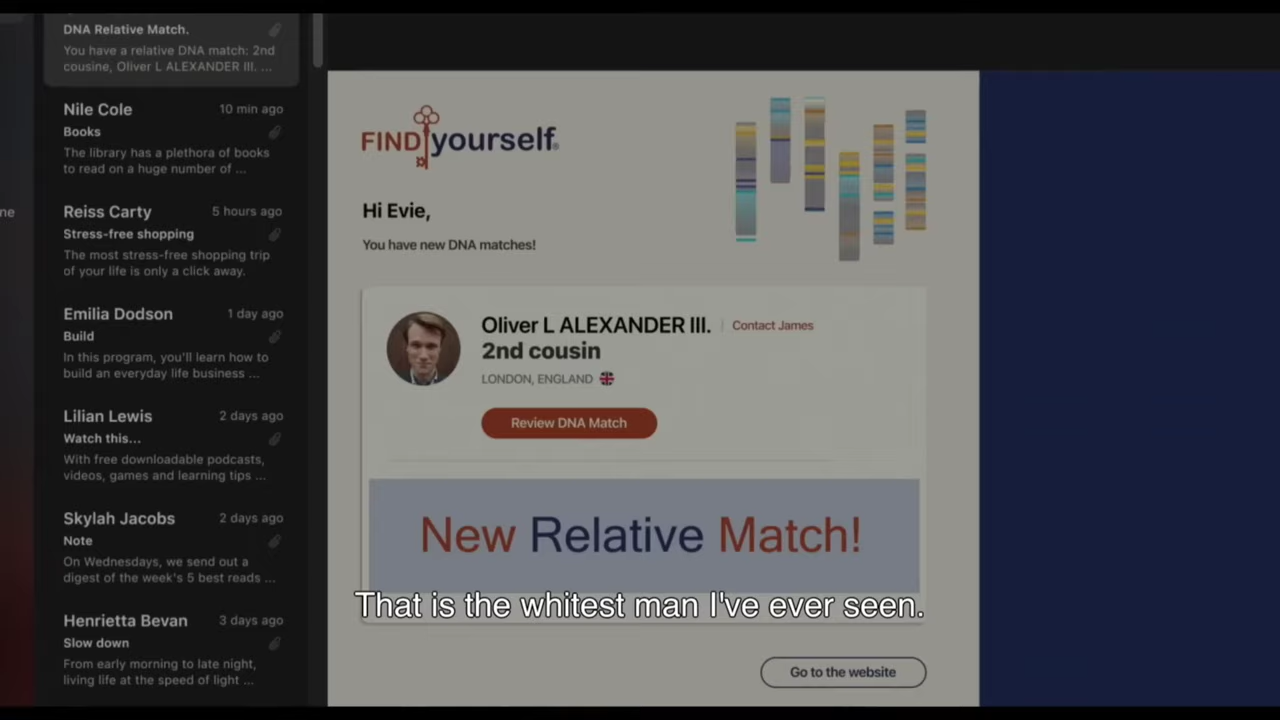 DNA Relative Match.
You have a relative DNA match: 2nd
cousine, Oliver L ALEXANDER III. ...
Nile Cole 10 min ago
Books
The library has a plethora of books
to read on a huge number of ...
ne
Reiss Carty 5 hours ago
Stress-free shopping
The most stress-free shopping trip
of your life is only a click away.
Emilia Dodson 1 day ago
Build
In this program, you'll learn how to
build an everyday life business ...
Lilian Lewis 2 days ago
Watch this...
With free downloadable podcasts,
videos, games and learning tips ...
Skylah Jacobs 2 days ago
Note
On Wednesdays, we send out a
digest of the week's 5 best reads ...
Henrietta Bevan 3 days ago
Slow down
From early morning to late night,
living life at the speed of light ...
FIND yourself®
Hi Evie,
You have new DNA matches!
Oliver L ALEXANDER III. | Contact James
2nd cousin
LONDON, ENGLAND
Review DNA Match
New Relative Match!
That is the whitest man I've ever seen.
Go to the website